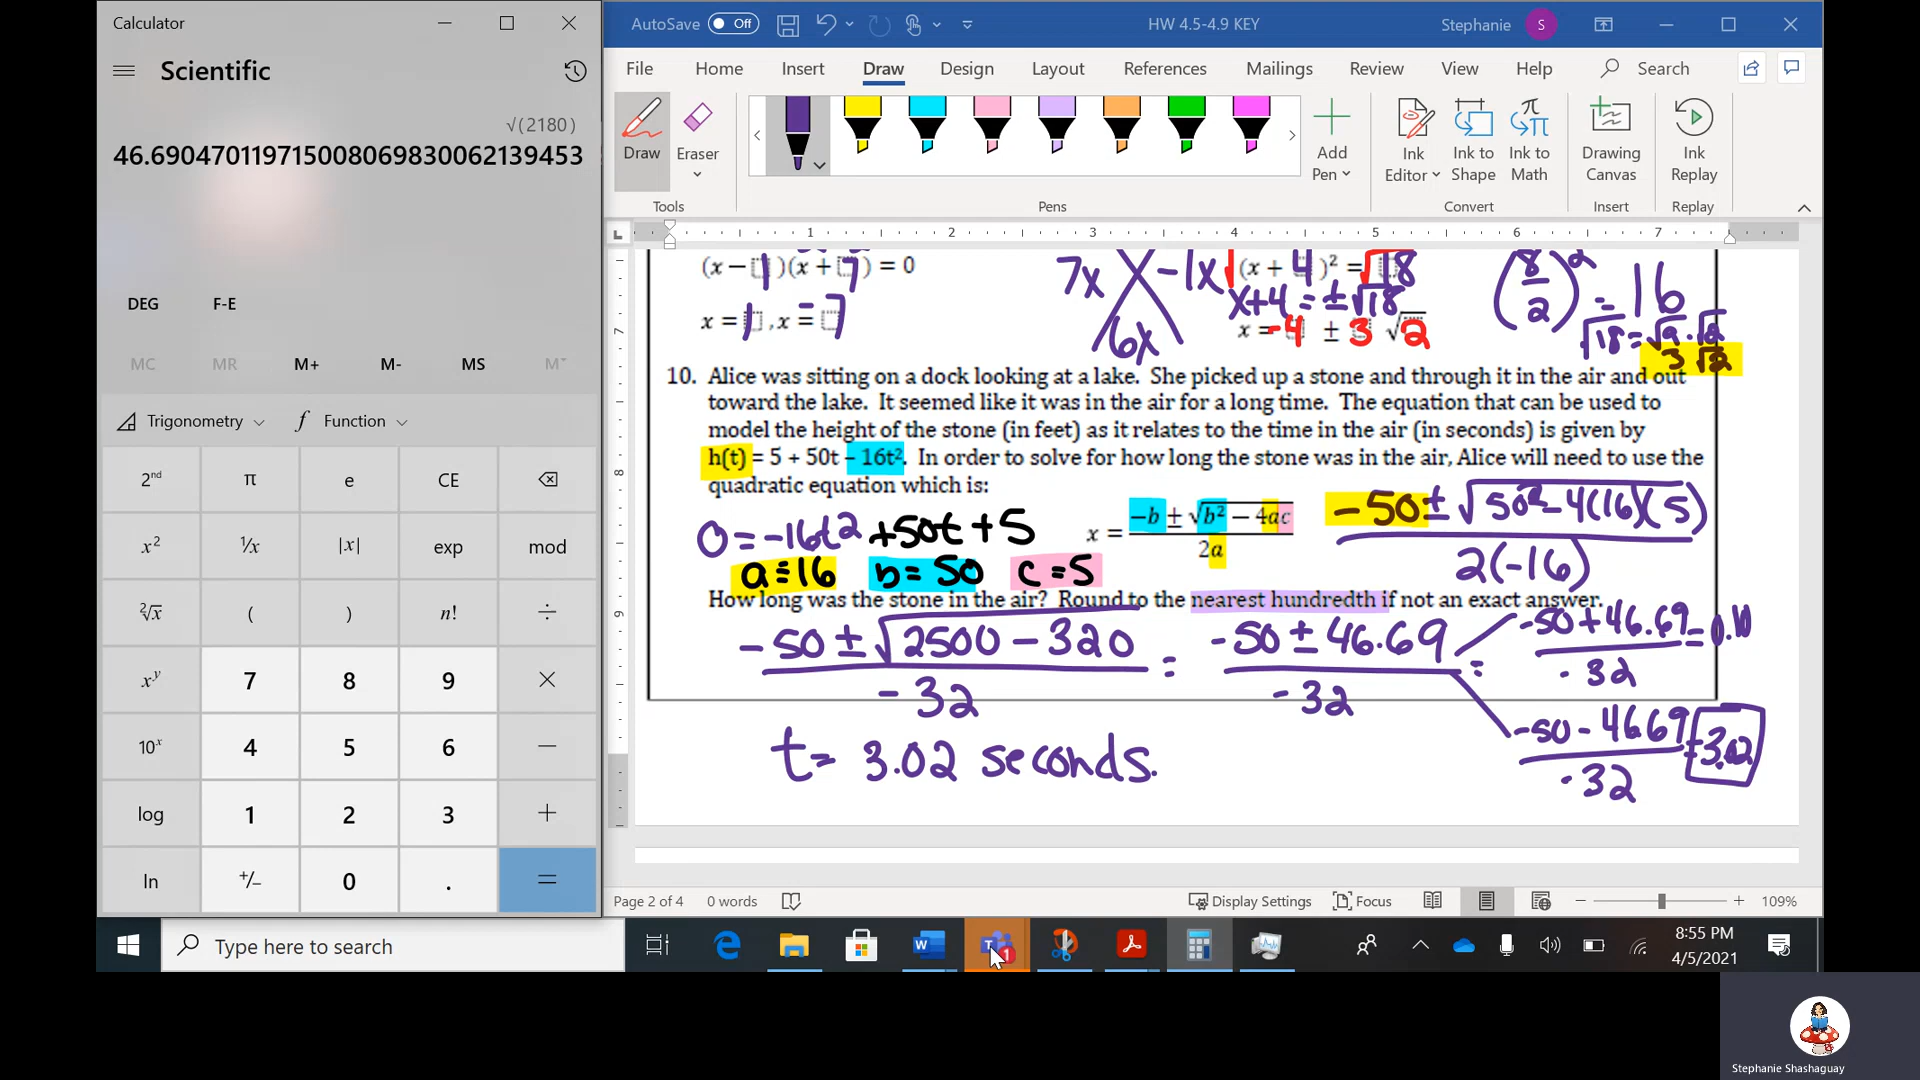 Calculator
AutoSave Off HW 4.5-4.9 KEY Stephanie S
Scientific
File Home Insert Draw Design Layout References Mailings Review View Help Search
√(2180)
46.690470119715008069830062139453
Draw Eraser Add Pen Ink Editor Ink to Shape Ink to Math Drawing Canvas Ink Replay
Tools Pens Convert Insert Replay
L 1 2 3 4 5 6 7
DEG F-E
MC MR M+ M- MS M˅
Trigonometry f Function
2nd π e CE
x² ¹/x |x| exp mod
²√x ( ) n! ÷
xʸ 7 8 9 ×
10ˣ 4 5 6 −
log 1 2 3 +
ln +/− 0 . =
7 8 9
(x − 1)(x + 7) = 0
x = 1, x = -7
7x -1x
6x
(x + 4)² = √18
x+4 = ±√18
x = -4 ± 3 √2
(8/2)² = 16
√18 = √9 · √2
3 √2
10. Alice was sitting on a dock looking at a lake. She picked up a stone and through it in the air and out
toward the lake. It seemed like it was in the air for a long time. The equation that can be used to
model the height of the stone (in feet) as it relates to the time in the air (in seconds) is given by
h(t) = 5 + 50t – 16t². In order to solve for how long the stone was in the air, Alice will need to use the
quadratic equation which is:
0 = -16t² +50t + 5
x = −b ± √b² − 4ac / 2a
-50 ± √50² - 4(16)(5) / 2(-16)
a = -16 b = 50 c = 5
How long was the stone in the air? Round to the nearest hundredth if not an exact answer.
-50 ± √2500 - 320 / -32 = -50 ± 46.69 / -32 = -50 + 46.69 / -32 = 0.10
-50 - 46.69 / -32 = 3.02
t = 3.02 seconds.
Page 2 of 4 0 words Display Settings Focus 109%
Type here to search
8:55 PM
4/5/2021
Stephanie Shashaguay